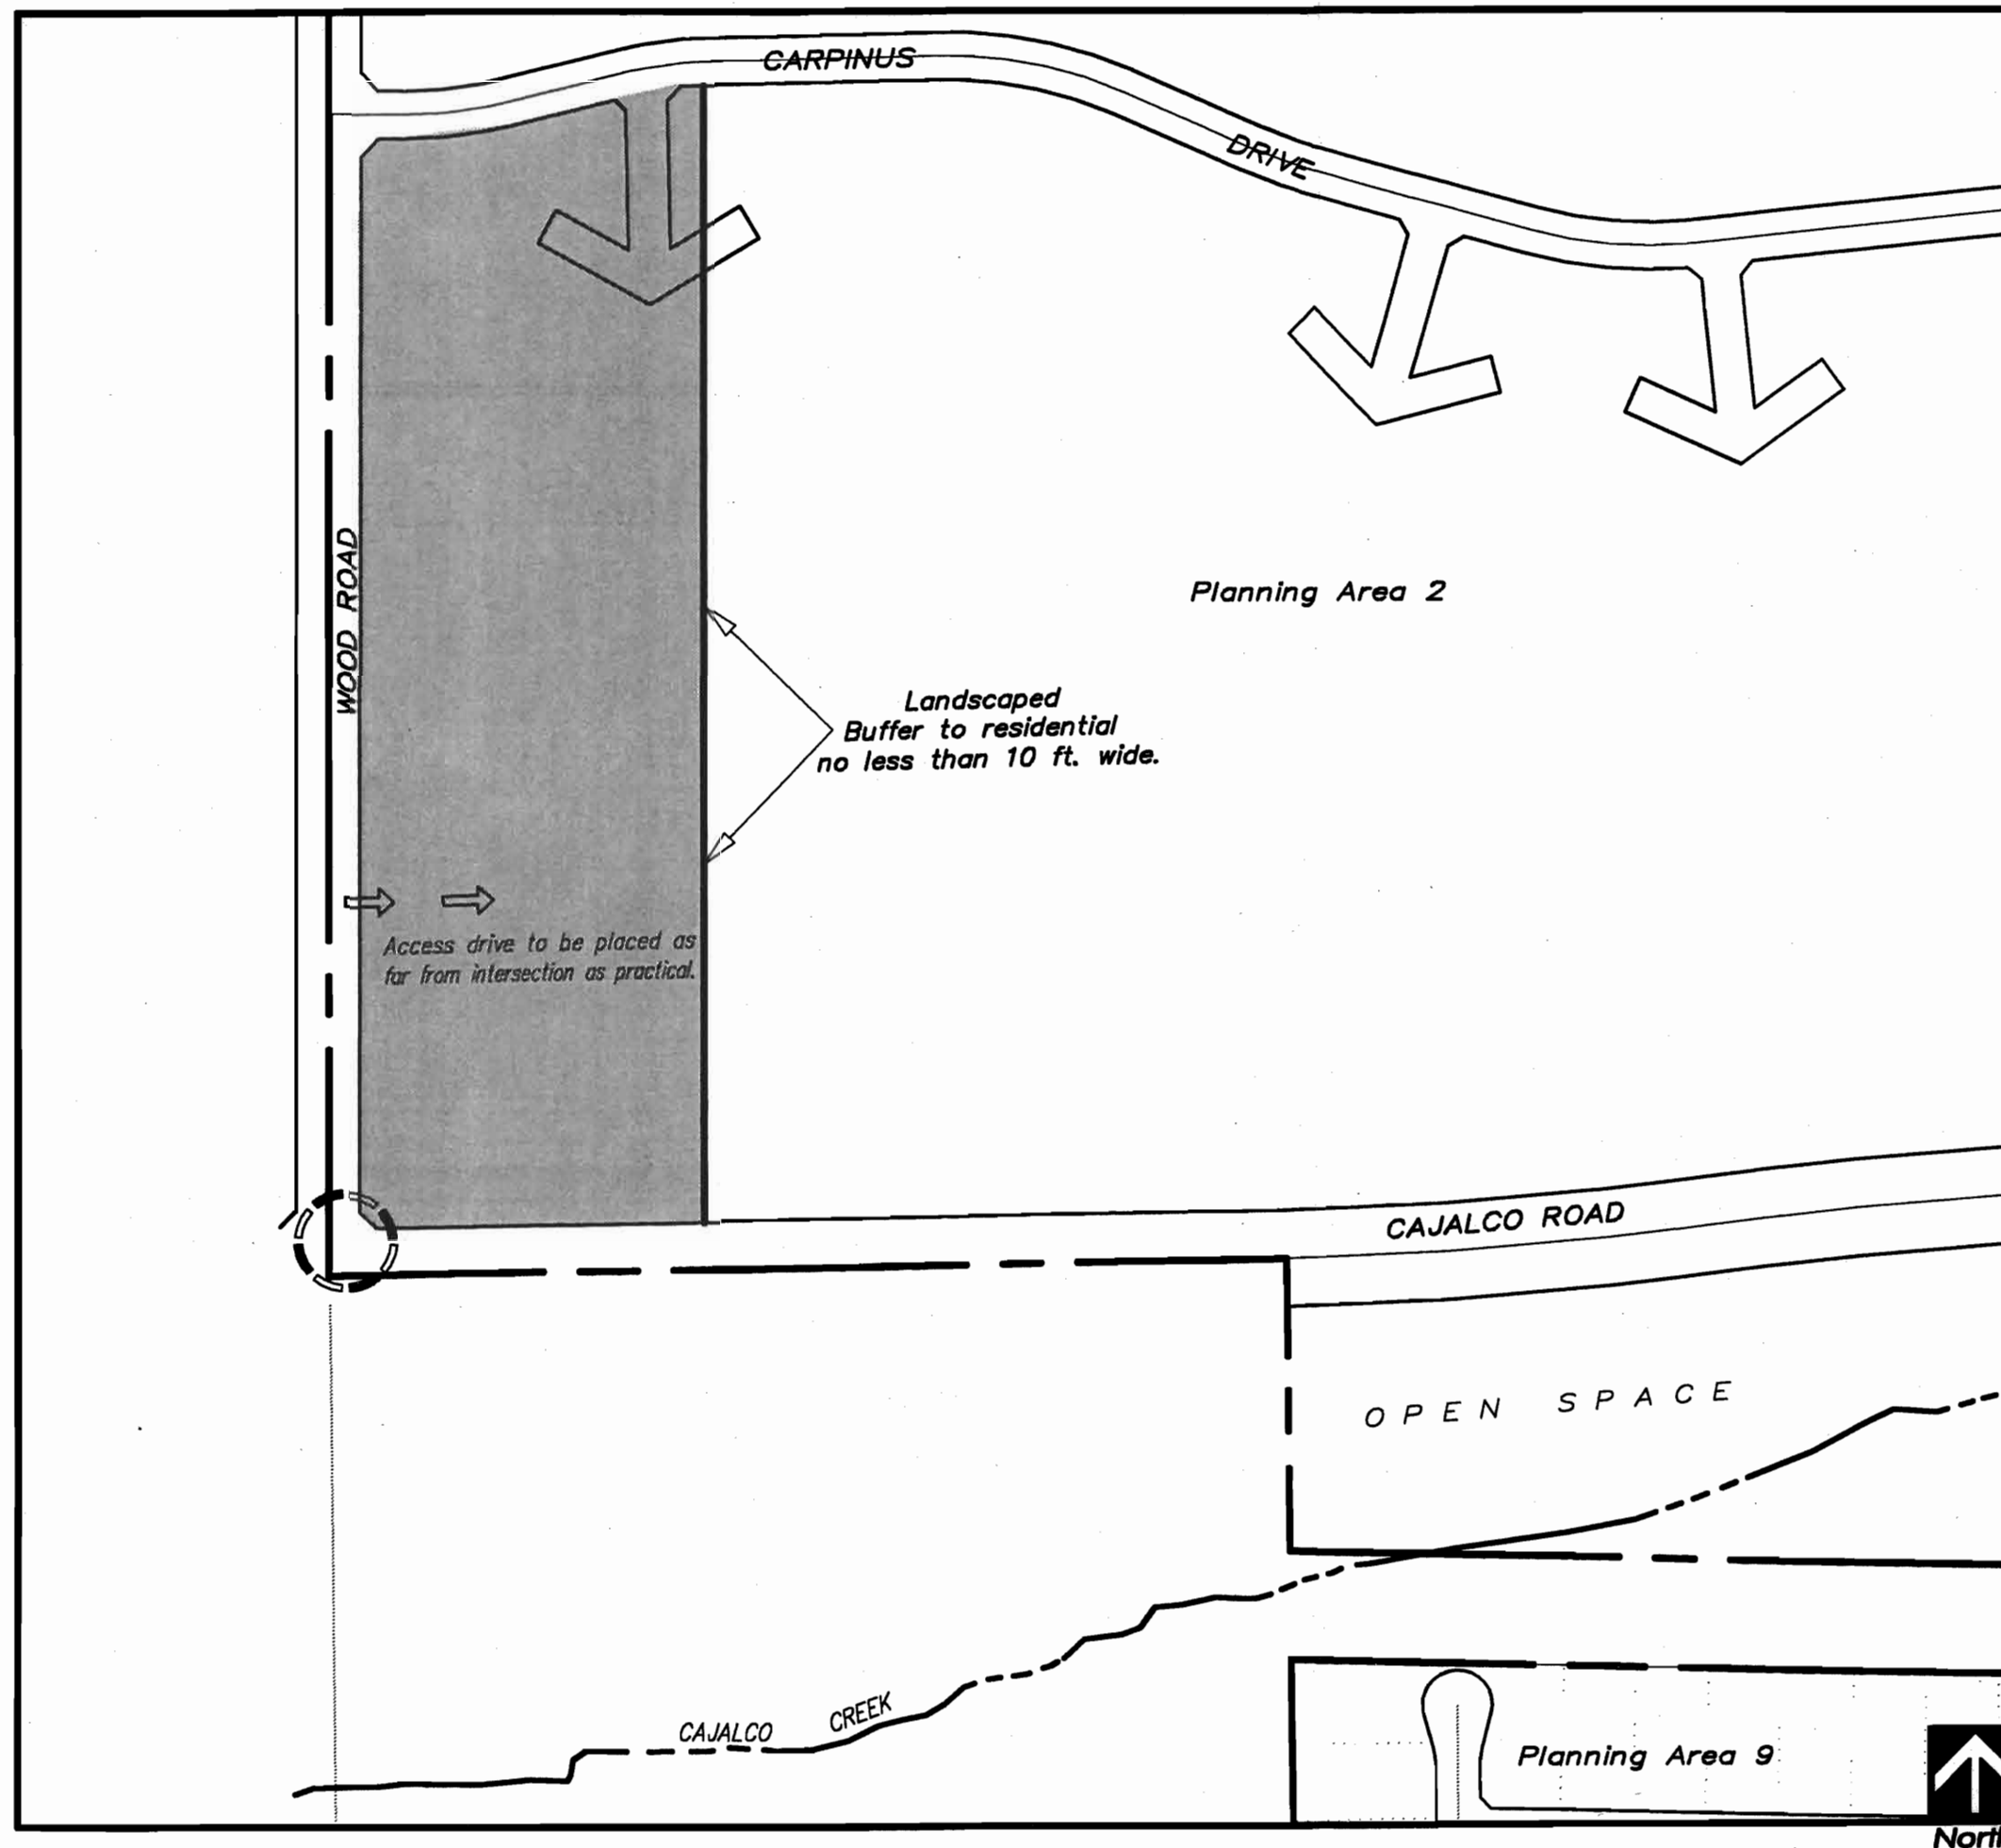 CARPINUS
DRIVE
WOOD ROAD
Planning Area 2
Landscaped
Buffer to residential
no less than 10 ft. wide.
Access drive to be placed as
far from intersection as practical.
CAJALCO ROAD
OPEN SPACE
CAJALCO CREEK
Planning Area 9